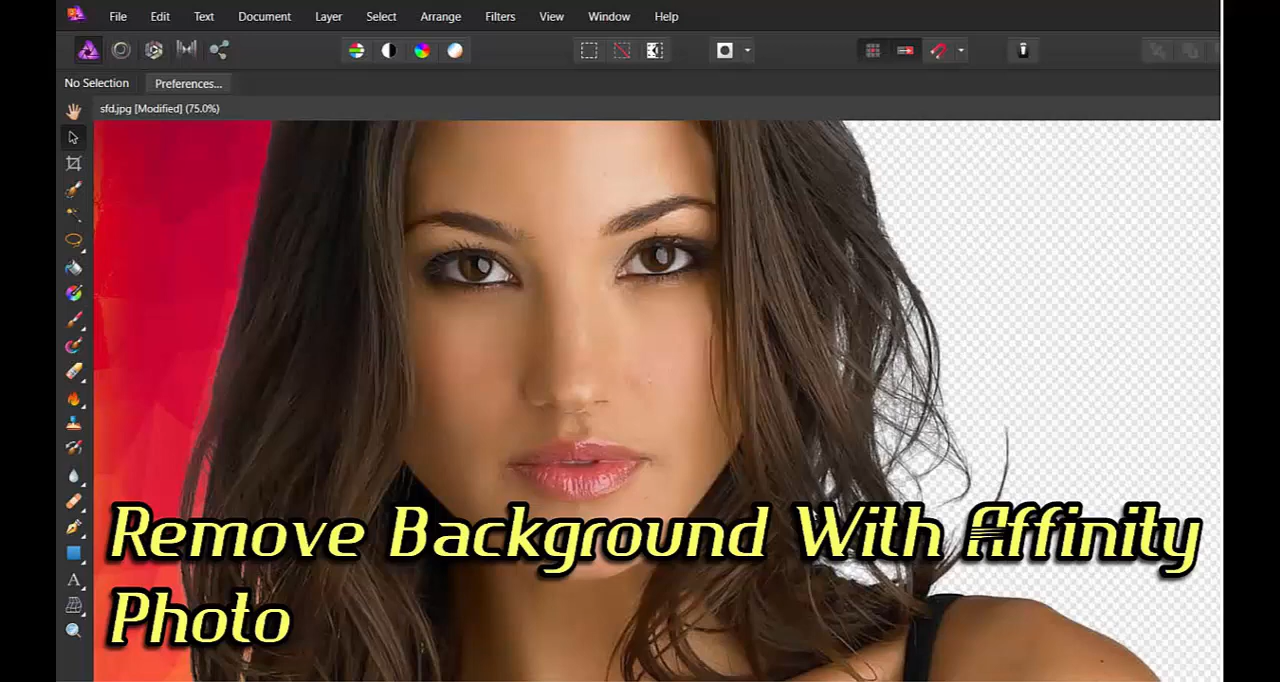 File Edit Text Document Layer Select Arrange Filters View Window Help
No Selection Preferences...
sfd.jpg [Modified] (75.0%)
Remove Background With Affinity
Photo